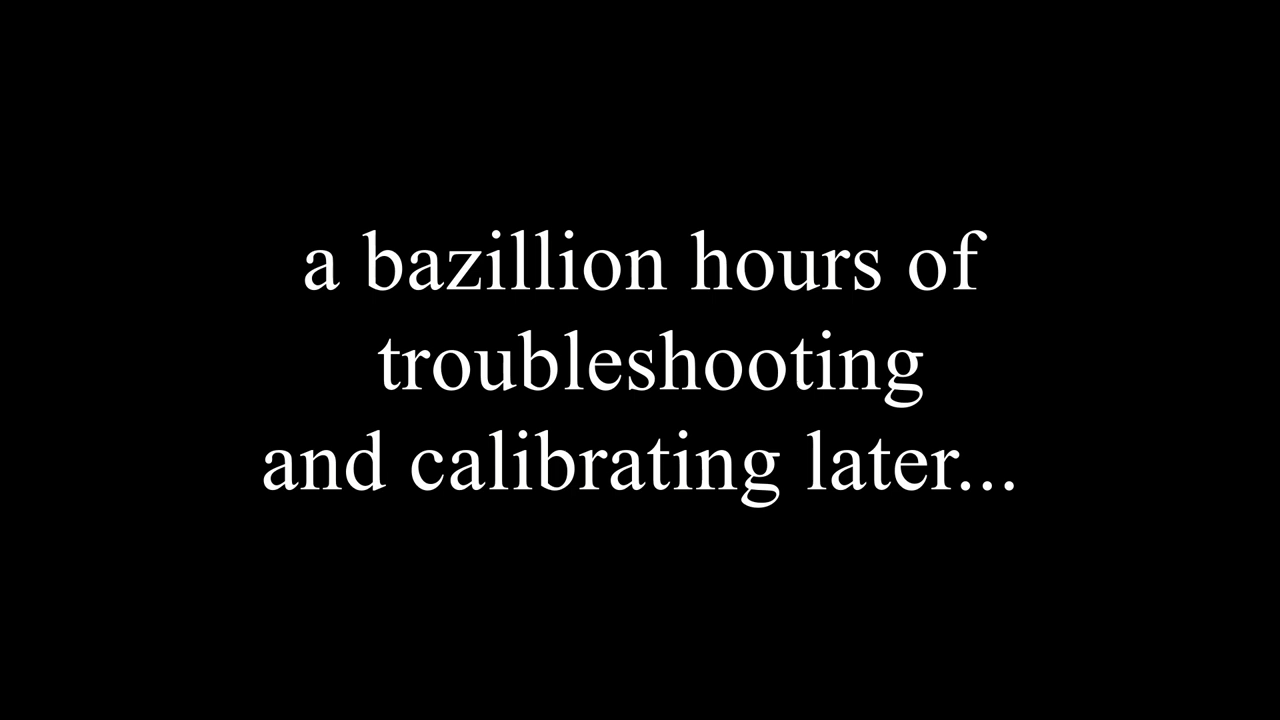 a bazillion hours of
troubleshooting
and calibrating later...